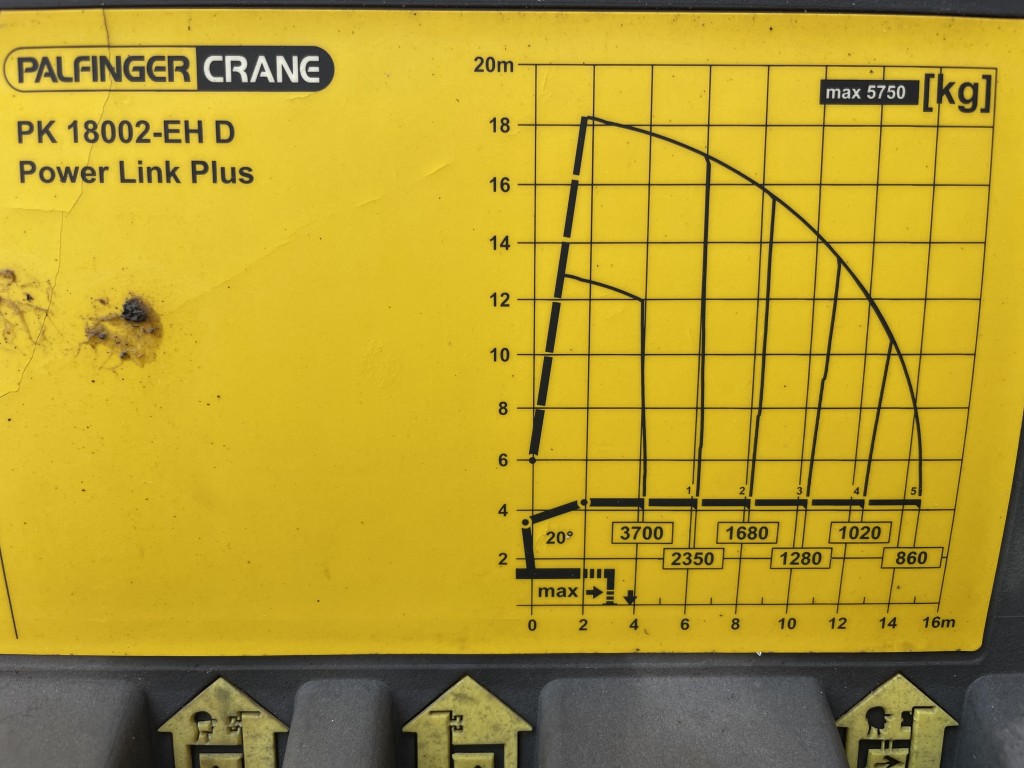 PALFINGER CRANE
PK 18002-EH D
Power Link Plus
20m
max 5750 [kg]
18
16
14
12
10
8
6
1 2 3 4 5
4
20°
3700 1680 1020
2350 1280 860
2
max
0 2 4 6 8 10 12 14 16m